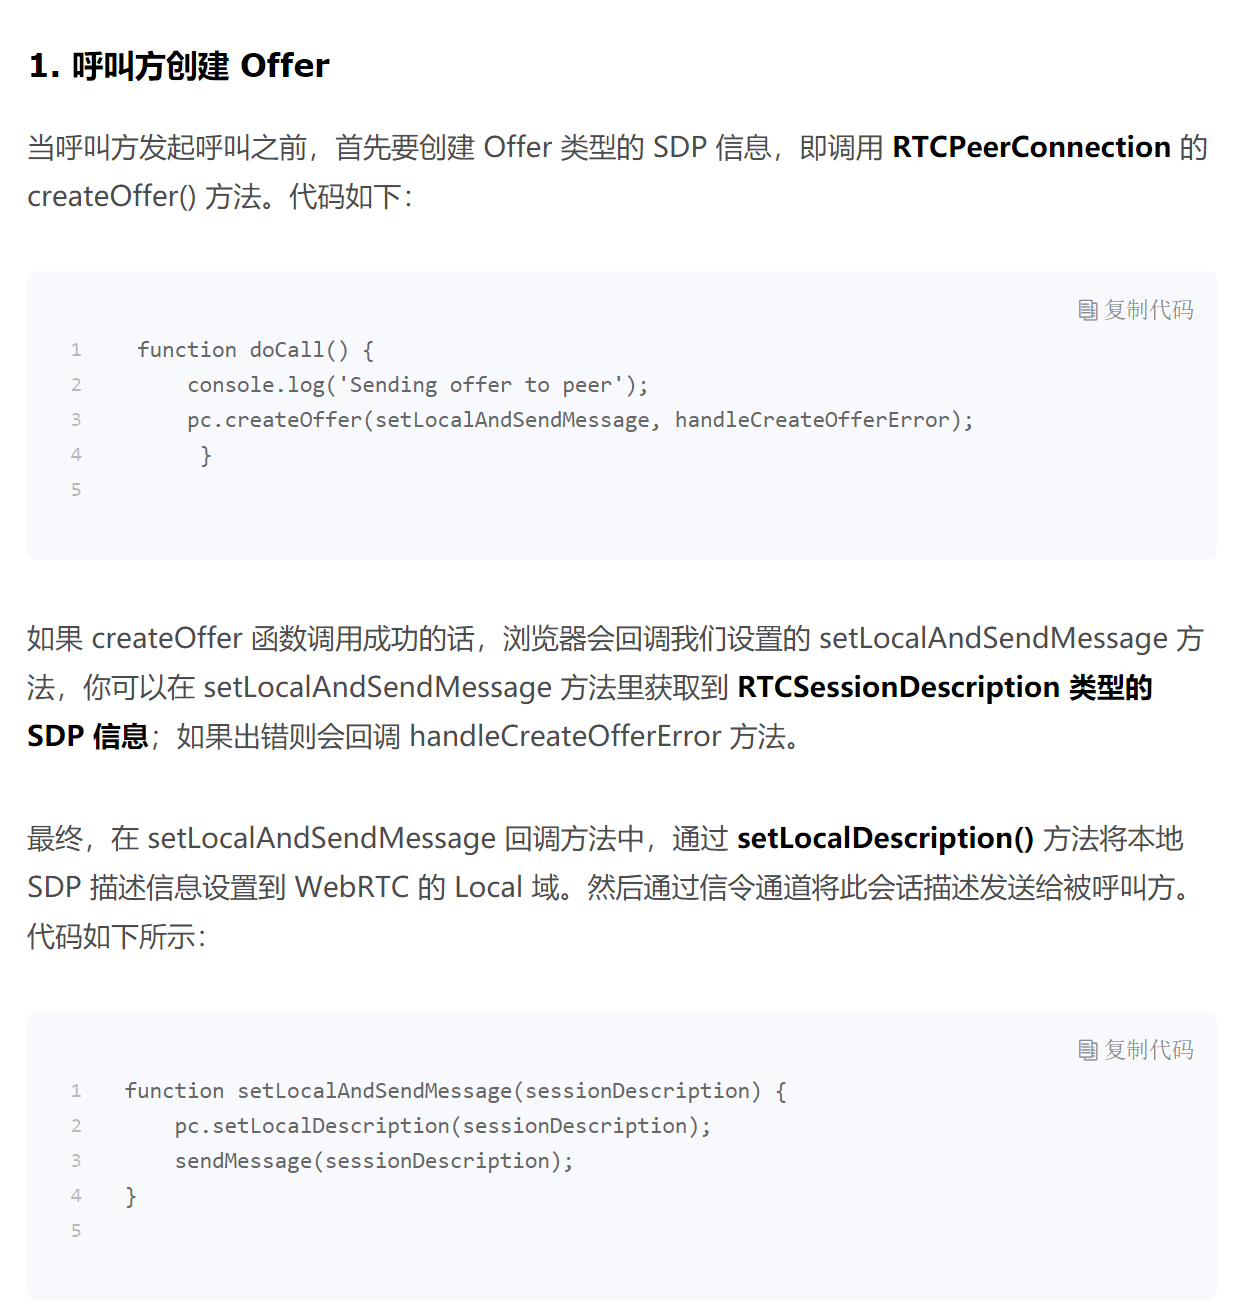 1. 呼叫方创建 Offer
当呼叫方发起呼叫之前，首先要创建 Offer 类型的 SDP 信息，即调用 RTCPeerConnection 的
createOffer() 方法。代码如下：
复制代码
1 function doCall() {
2 console.log('Sending offer to peer');
3 pc.createOffer(setLocalAndSendMessage, handleCreateOfferError);
4 }
5
如果 createOffer 函数调用成功的话，浏览器会回调我们设置的 setLocalAndSendMessage 方
法，你可以在 setLocalAndSendMessage 方法里获取到 RTCSessionDescription 类型的
SDP 信息；如果出错则会回调 handleCreateOfferError 方法。
最终，在 setLocalAndSendMessage 回调方法中，通过 setLocalDescription() 方法将本地
SDP 描述信息设置到 WebRTC 的 Local 域。然后通过信令通道将此会话描述发送给被呼叫方。
代码如下所示：
复制代码
1 function setLocalAndSendMessage(sessionDescription) {
2 pc.setLocalDescription(sessionDescription);
3 sendMessage(sessionDescription);
4 }
5